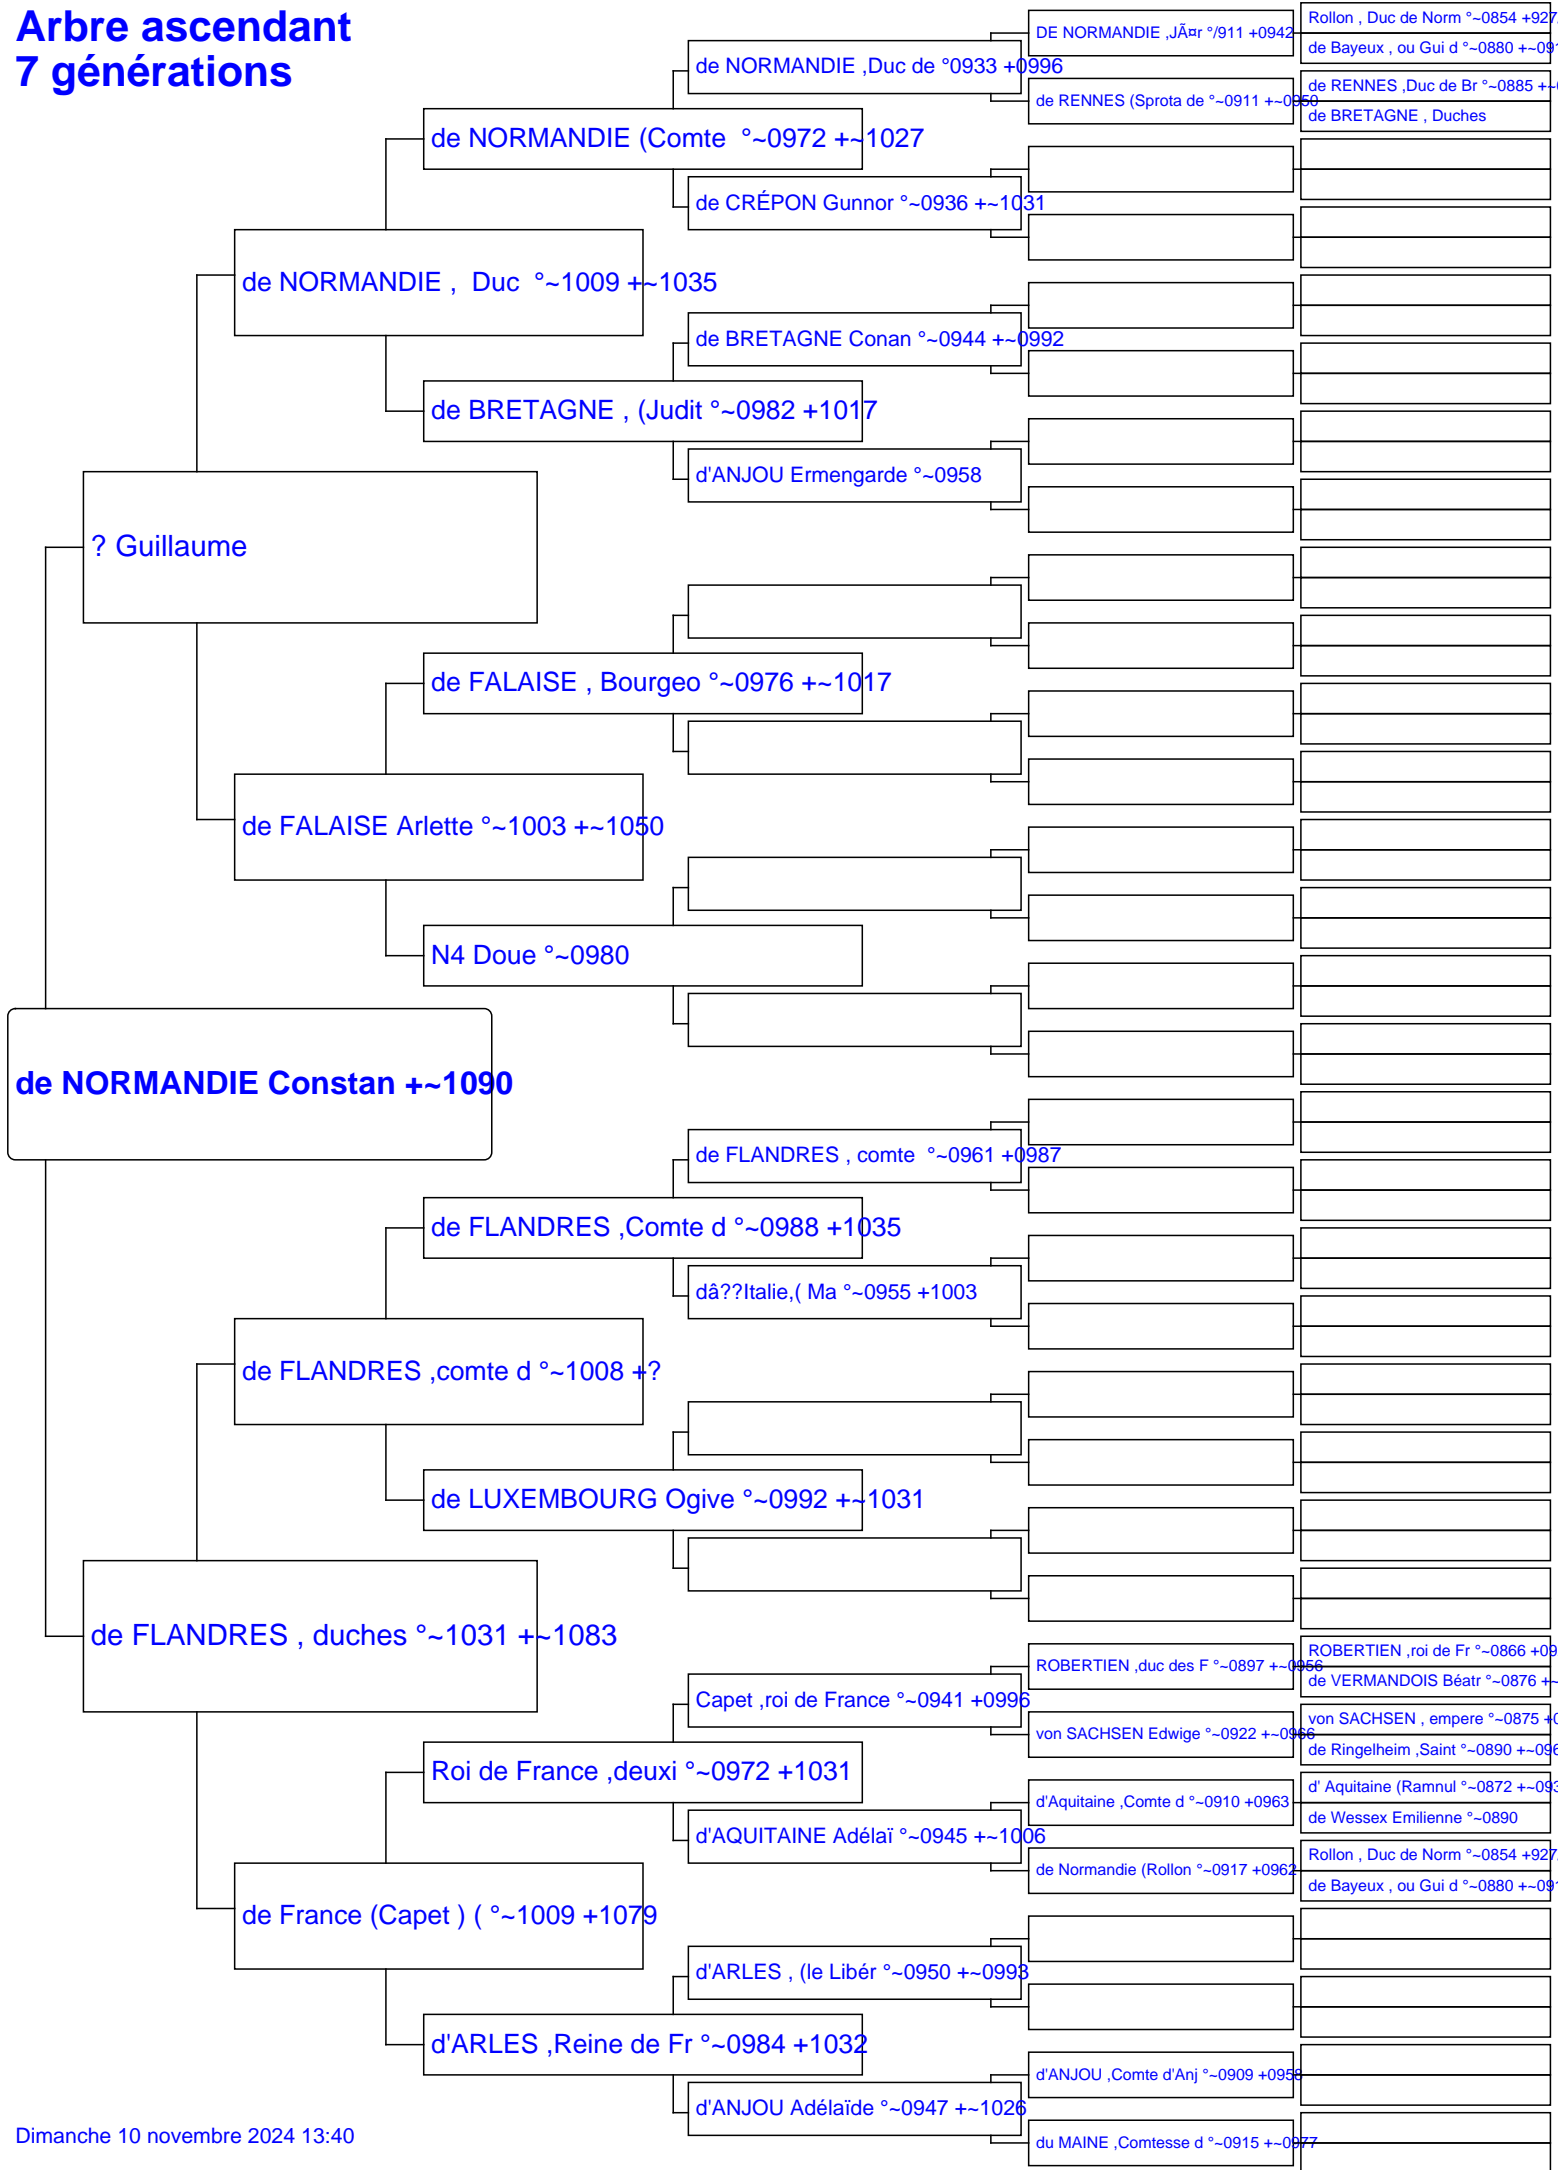 Arbre ascendant
7 générations
de NORMANDIE Constan +~1090
? Guillaume
de FLANDRES , duches °~1031 +~1083
de NORMANDIE ,  Duc  °~1009 +~1035
de FALAISE Arlette °~1003 +~1050
de FLANDRES ,comte d °~1008 +?
de France (Capet ) ( °~1009 +1079
de NORMANDIE (Comte  °~0972 +~1027
de BRETAGNE , (Judit °~0982 +1017
de FALAISE , Bourgeo °~0976 +~1017
N4 Doue °~0980
de FLANDRES ,Comte d °~0988 +1035
de LUXEMBOURG Ogive °~0992 +~1031
Roi de France ,deuxi °~0972 +1031
d'ARLES ,Reine de Fr °~0984 +1032
de NORMANDIE ,Duc de °0933 +0996
de CRÉPON Gunnor °~0936 +~1031
de BRETAGNE Conan °~0944 +~0992
d'ANJOU Ermengarde °~0958
de FLANDRES , comte  °~0961 +0987
dâ??Italie,( Ma °~0955 +1003
Capet ,roi de France °~0941 +0996
d'AQUITAINE Adélaï °~0945 +~1006
d'ARLES , (le Libér °~0950 +~0993
d'ANJOU Adélaïde °~0947 +~1026
DE NORMANDIE ,JÃ¤r °/911 +0942
de RENNES (Sprota de °~0911 +~0950
ROBERTIEN ,duc des F °~0897 +~0956
von SACHSEN Edwige °~0922 +~0966
d'Aquitaine ,Comte d °~0910 +0963
de Normandie (Rollon °~0917 +0962
d'ANJOU ,Comte d'Anj °~0909 +0958
du MAINE ,Comtesse d °~0915 +~0977
Rollon , Duc de Norm °~0854 +927
de Bayeux , ou Gui d °~0880 +~091
de RENNES ,Duc de Br °~0885 +~
de BRETAGNE , Duches
ROBERTIEN ,roi de Fr °~0866 +09
de VERMANDOIS Béatr °~0876 +~
von SACHSEN , empere °~0875 +0
de Ringelheim ,Saint °~0890 +~096
d' Aquitaine (Ramnul °~0872 +~093
de Wessex Emilienne °~0890
Rollon , Duc de Norm °~0854 +927
de Bayeux , ou Gui d °~0880 +~091
Dimanche 10 novembre 2024 13:40